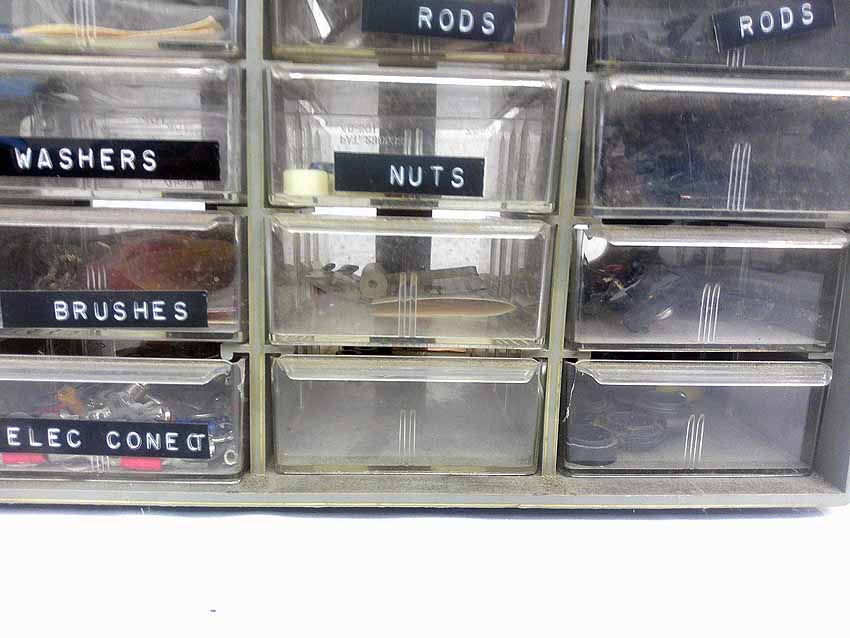 RODS
RODS
WASHERS
NUTS
BRUSHES
ELEC CONECT